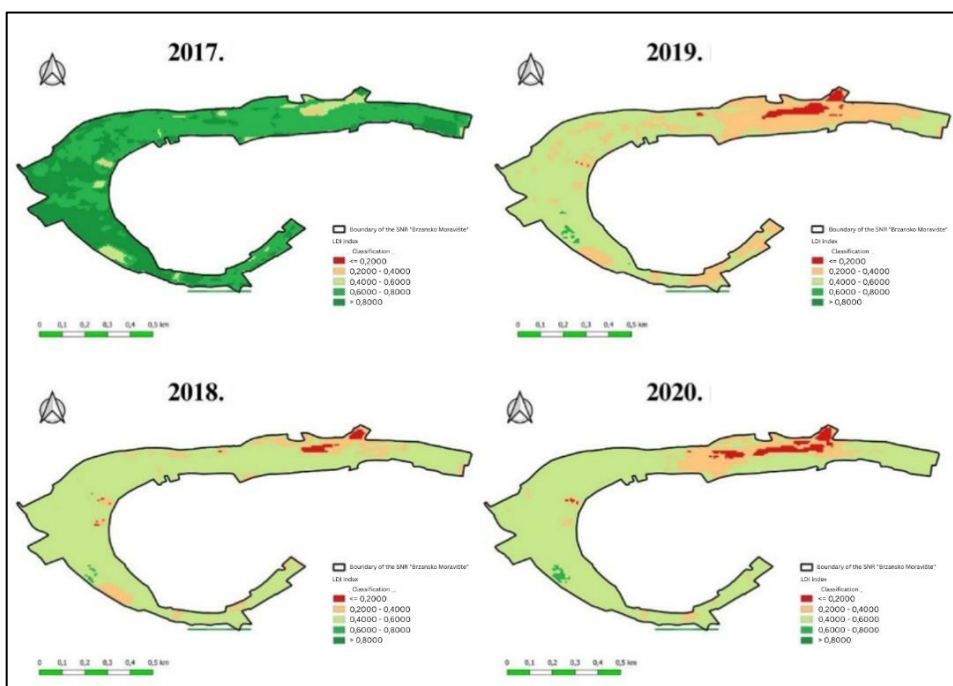 2017.
Boundary of the SNR "Brzansko Moravište"
LDI Index
Classification _
<= 0,2000
0,2000 - 0,4000
0,4000 - 0,6000
0,6000 - 0,8000
> 0,8000
0 0,1 0,2 0,3 0,4 0,5 km
2019.
Boundary of the SNR "Brzansko Moravište"
LDI Index
Classification _
<= 0,2000
0,2000 - 0,4000
0,4000 - 0,6000
0,6000 - 0,8000
> 0,8000
0 0,1 0,2 0,3 0,4 0,5 km
2018.
Boundary of the SNR "Brzansko Moravište"
LDI Index
Classification _
<= 0,2000
0,2000 - 0,4000
0,4000 - 0,6000
0,6000 - 0,8000
> 0,8000
0 0,1 0,2 0,3 0,4 0,5 km
2020.
Boundary of the SNR "Brzansko Moravište"
LDI Index
Classification _
<= 0,2000
0,2000 - 0,4000
0,4000 - 0,6000
0,6000 - 0,8000
> 0,8000
0 0,1 0,2 0,3 0,4 0,5 km